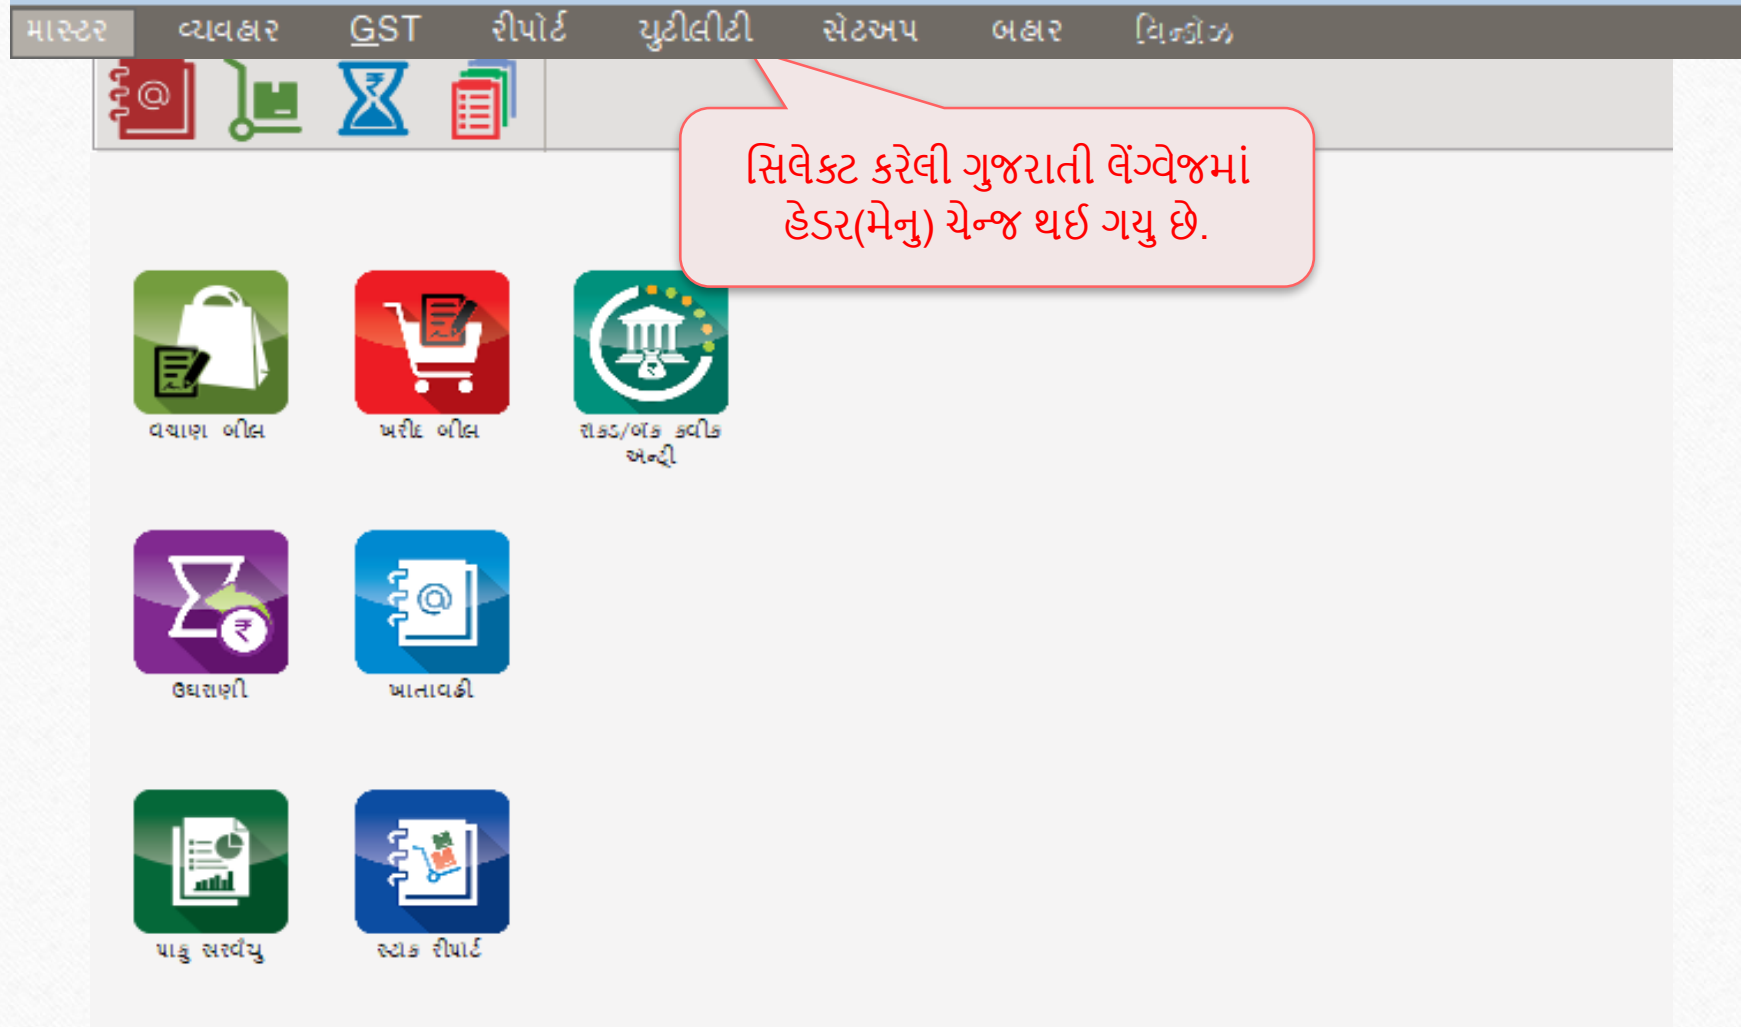 માસ્ટર વ્યવહાર GST રીપોર્ટ યુટીલીટી સેટઅપ બહાર વિન્ડોઝ
સિલેક્ટ કરેલી ગુજરાતી લેંગ્વેજમાં
હેડર(મેનુ) ચેન્જ થઈ ગયુ છે.
વેચાણ બીલ ખરીદ બીલ રોકડ/બેંક ક્વીક
એન્ટ્રી
ઉઘરાણી ખાતાવહી
પાકુ સરવૈયુ સ્ટોક રીપોર્ટ